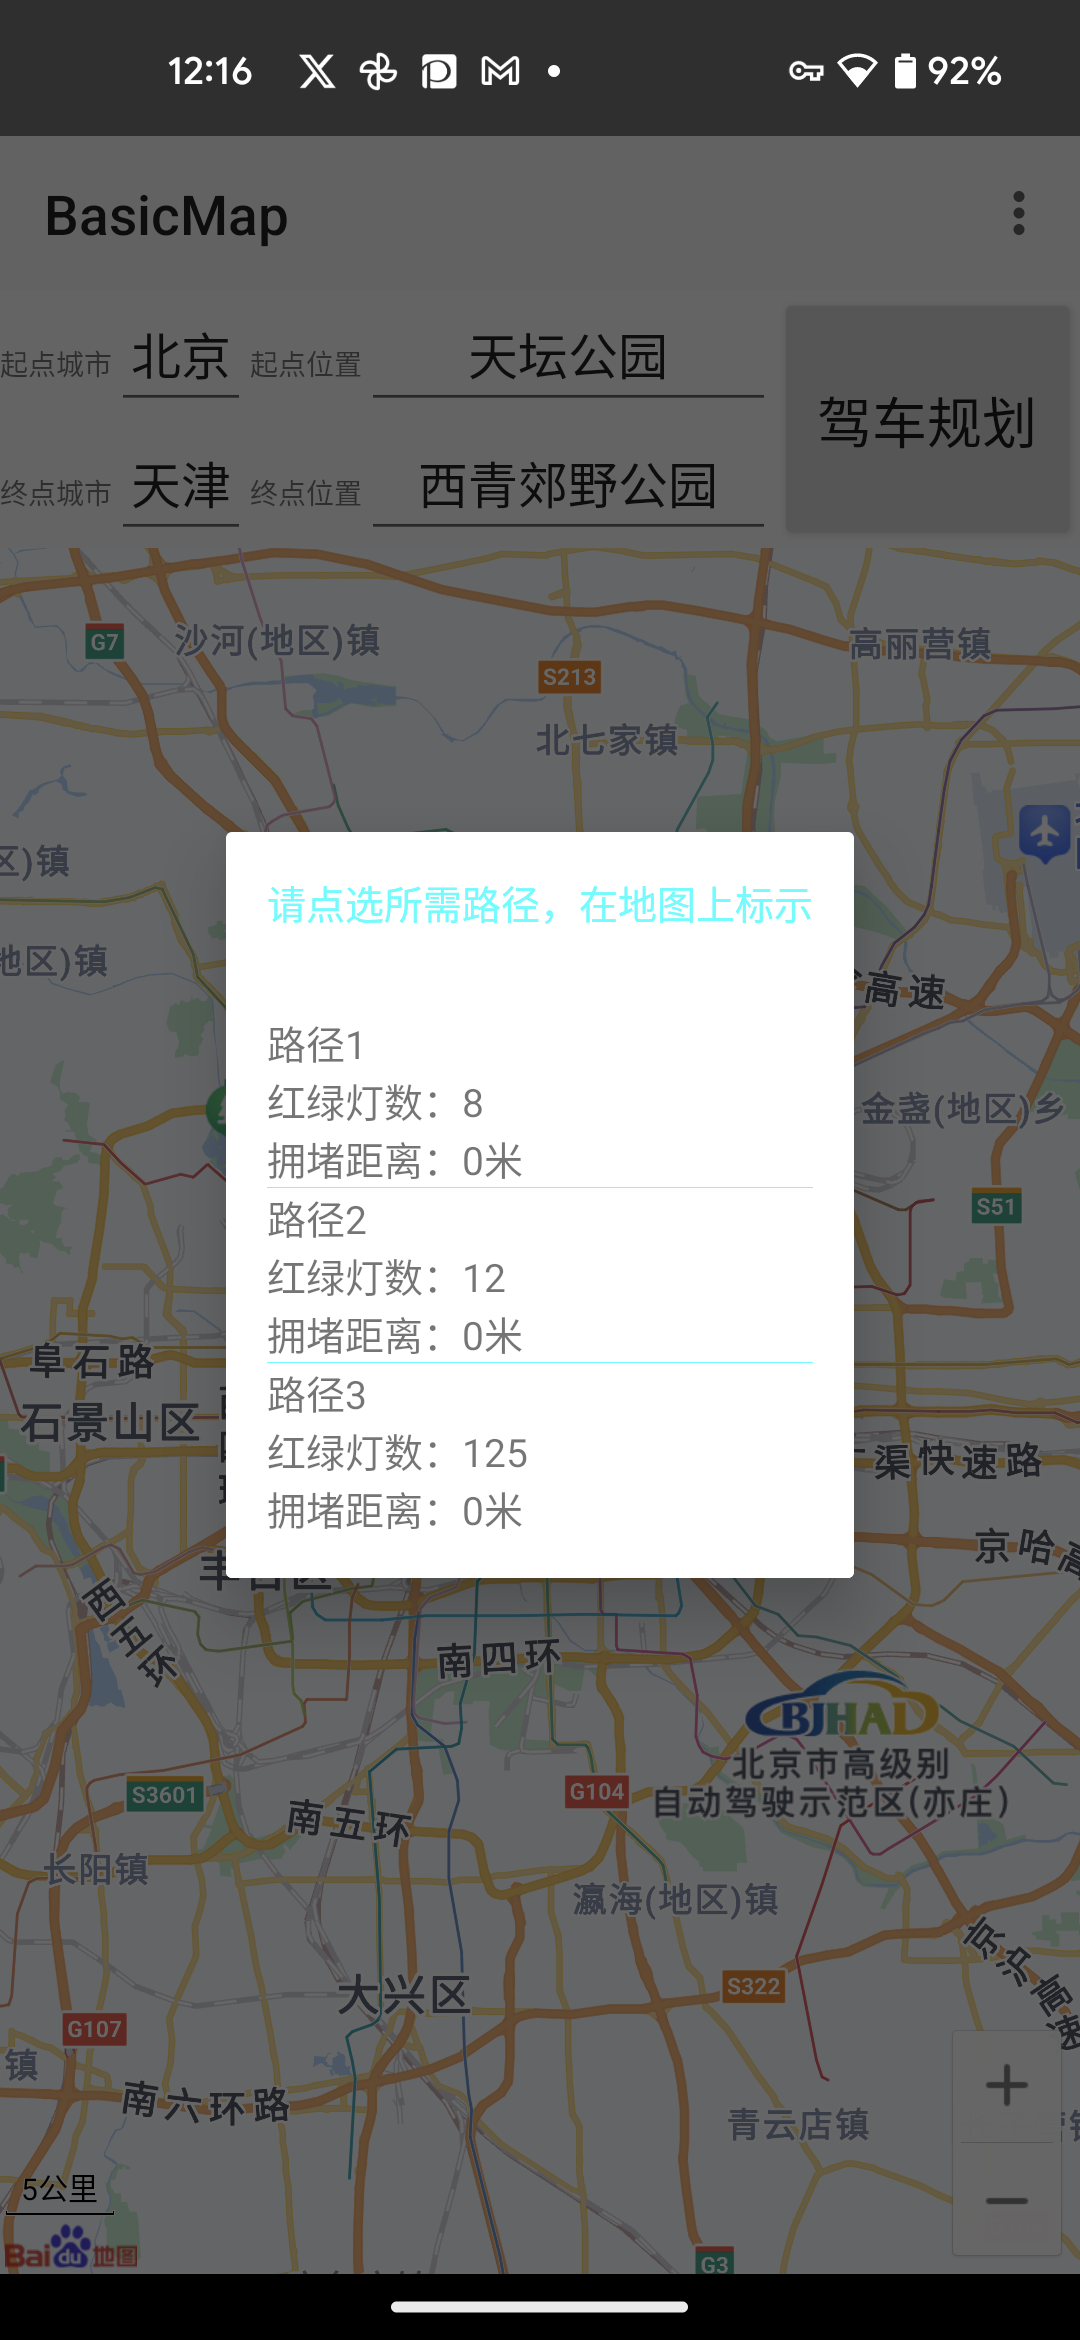 12:16
92%
BasicMap
起点城市 北京 起点位置 天坛公园
驾车规划
终点城市 天津 终点位置 西青郊野公园
G7
沙河(地区)镇
高丽营镇
S213
北七家镇
区)镇
请点选所需路径，在地图上标示
地区)镇
高速
路径1
红绿灯数：8
金盏(地区)乡
拥堵距离：0米
S51
路径2
红绿灯数：12
拥堵距离：0米
阜石路
路径3
石景山区
红绿灯数：125
渠快速路
拥堵距离：0米
京哈高
丰台区
西五环
南四环
BJHAD
北京市高级别
自动驾驶示范区(亦庄)
S3601
G104
南五环
长阳镇
瀛海(地区)镇
京沪高速
大兴区
S322
G107
镇
南六环路
青云店镇
5公里
Bai du 地图
G3